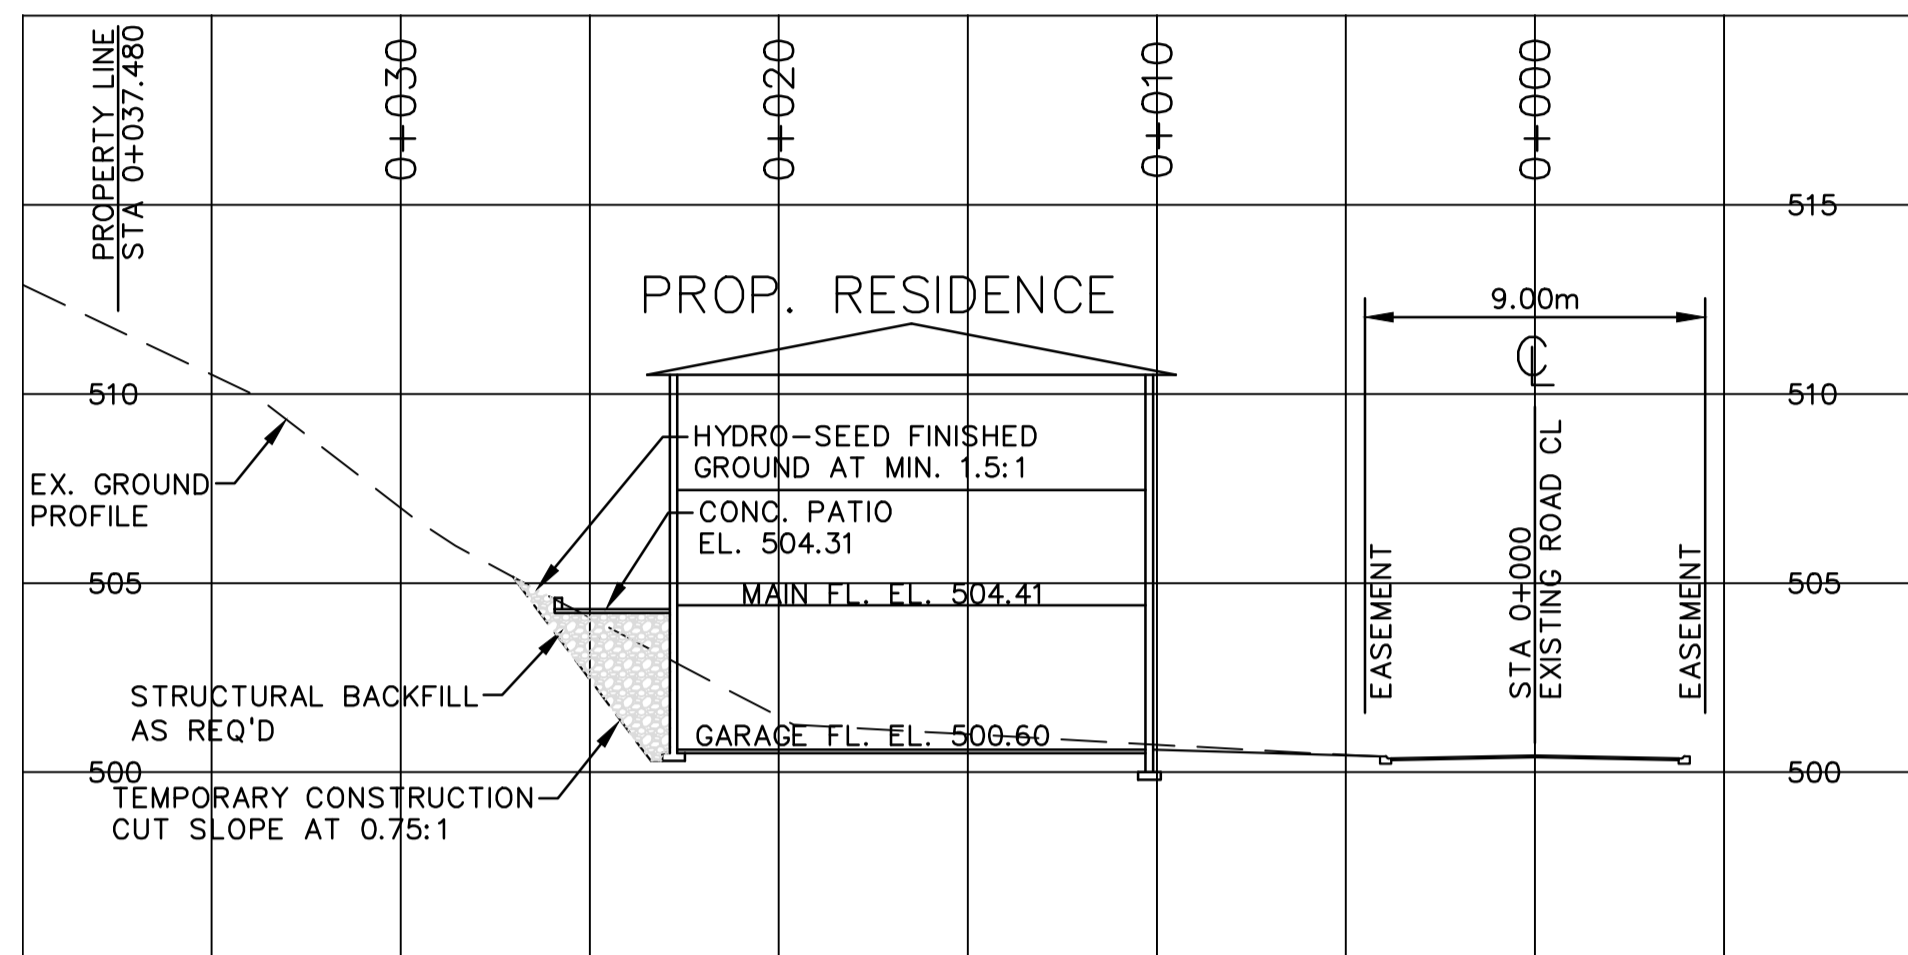 PROPERTY LINE
STA 0+037.480
0+030
0+020
0+010
0+000
515
515
PROP. RESIDENCE
9.00m
CL
510
510
HYDRO-SEED FINISHED
GROUND AT MIN. 1.5:1
EX. GROUND
PROFILE
CONC. PATIO
EL. 504.31
505
MAIN FL. EL. 504.41
505
EASEMENT
STA 0+000
EXISTING ROAD CL
EASEMENT
STRUCTURAL BACKFILL
AS REQ'D
GARAGE FL. EL. 500.60
500
500
TEMPORARY CONSTRUCTION
CUT SLOPE AT 0.75:1